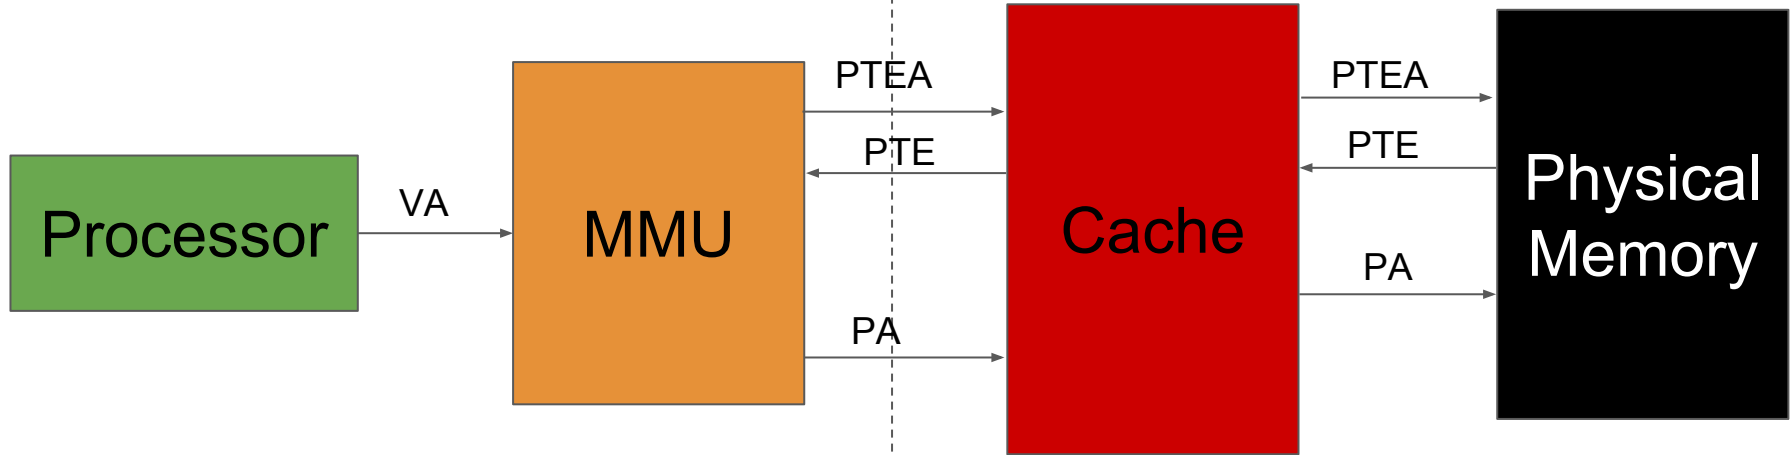 Processor
VA
MMU
PTEA
PTE
PA
Cache
PTEA
PTE
PA
Physical
Memory